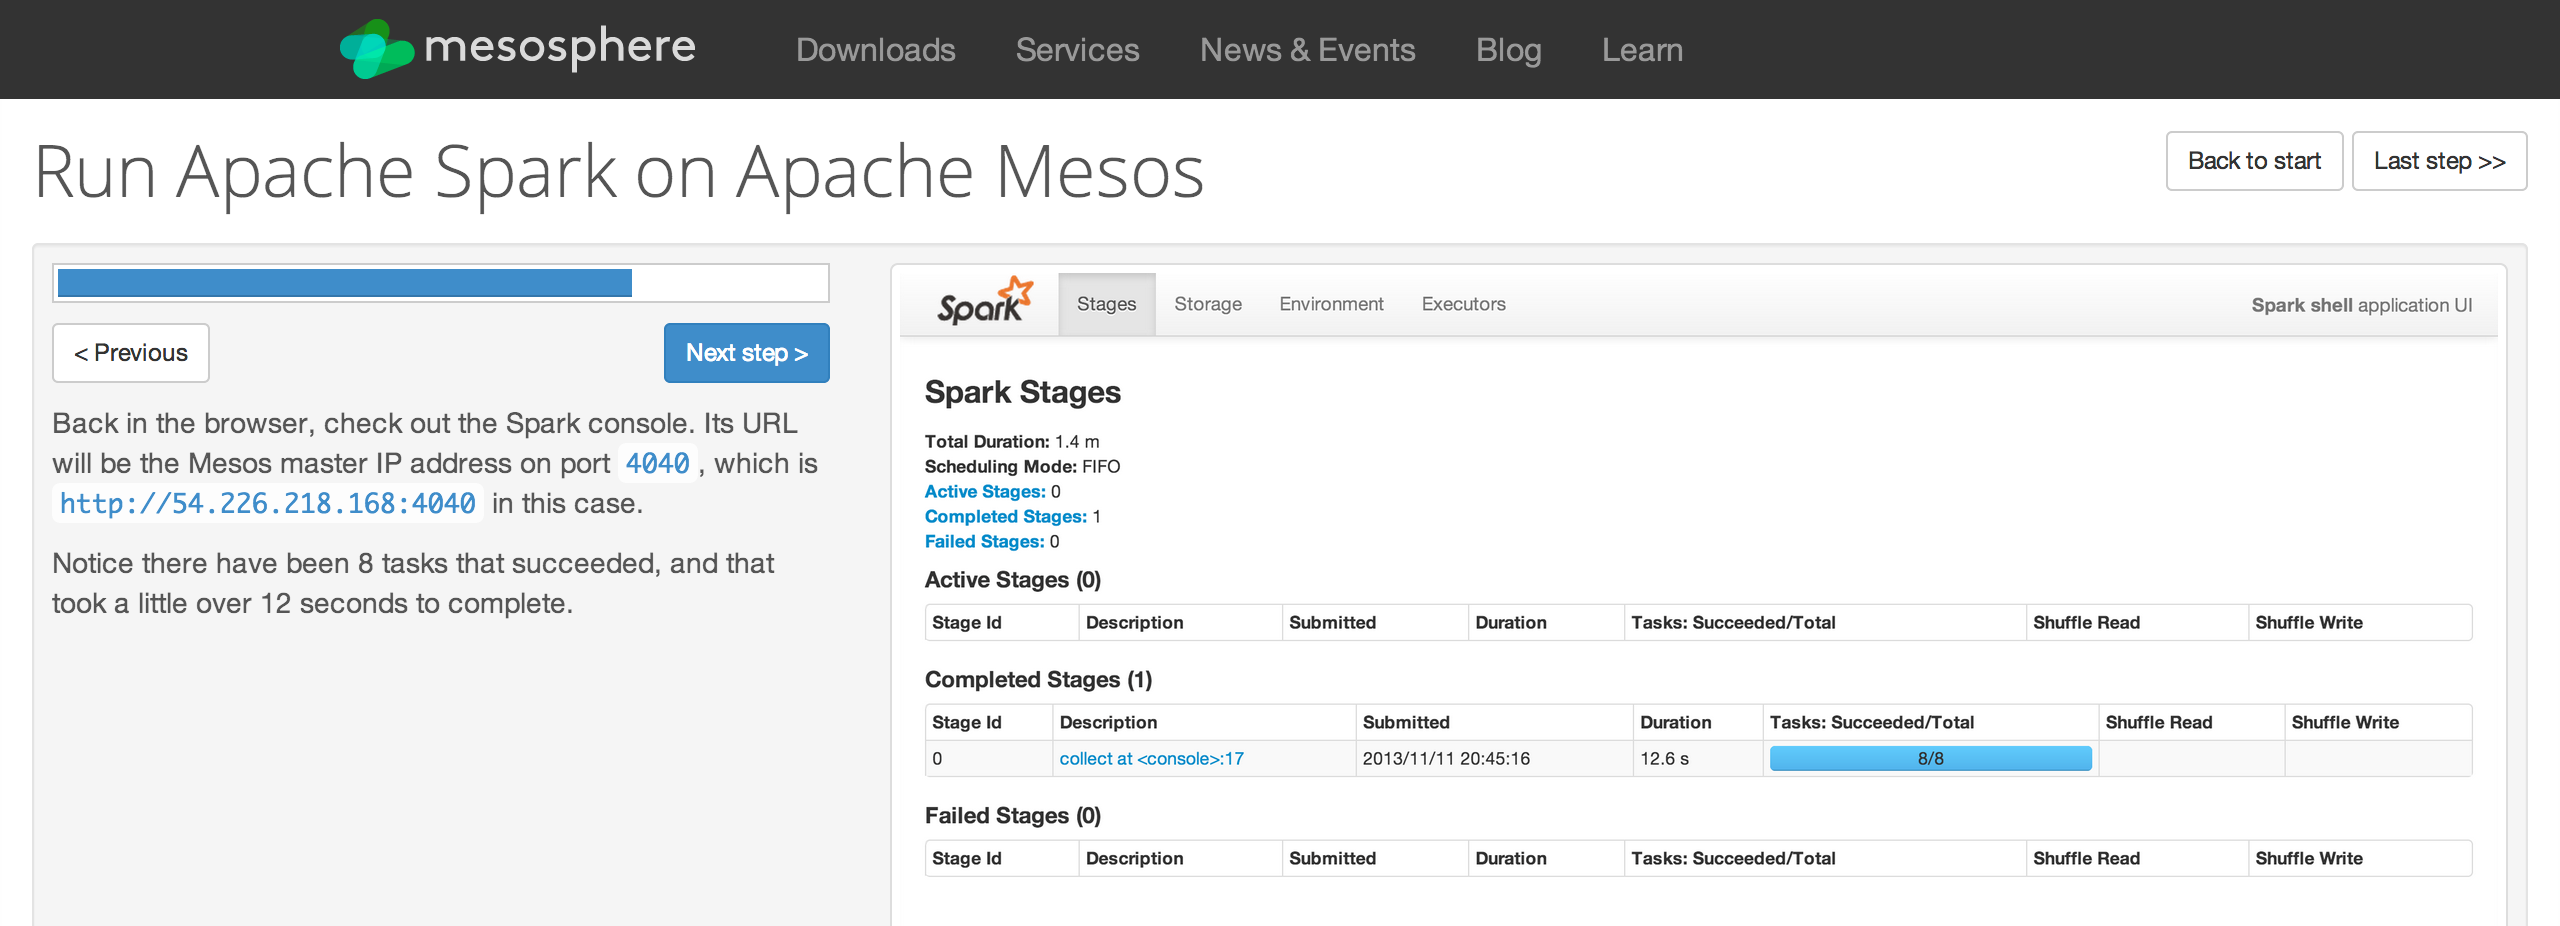 mesosphere
Downloads
Services
News & Events
Blog
Learn
Run Apache Spark on Apache Mesos
Back to start
Last step >>
< Previous
Next step >
Back in the browser, check out the Spark console. Its URL
will be the Mesos master IP address on port 4040 , which is
http://54.226.218.168:4040 in this case.
Notice there have been 8 tasks that succeeded, and that
took a little over 12 seconds to complete.
Spark
Stages
Storage
Environment
Executors
Spark shell application UI
Spark Stages
Total Duration: 1.4 m
Scheduling Mode: FIFO
Active Stages: 0
Completed Stages: 1
Failed Stages: 0
Active Stages (0)
Stage Id Description Submitted Duration Tasks: Succeeded/Total Shuffle Read Shuffle Write
Completed Stages (1)
Stage Id Description Submitted Duration Tasks: Succeeded/Total Shuffle Read Shuffle Write
0 collect at <console>:17 2013/11/11 20:45:16 12.6 s 8/8
Failed Stages (0)
Stage Id Description Submitted Duration Tasks: Succeeded/Total Shuffle Read Shuffle Write